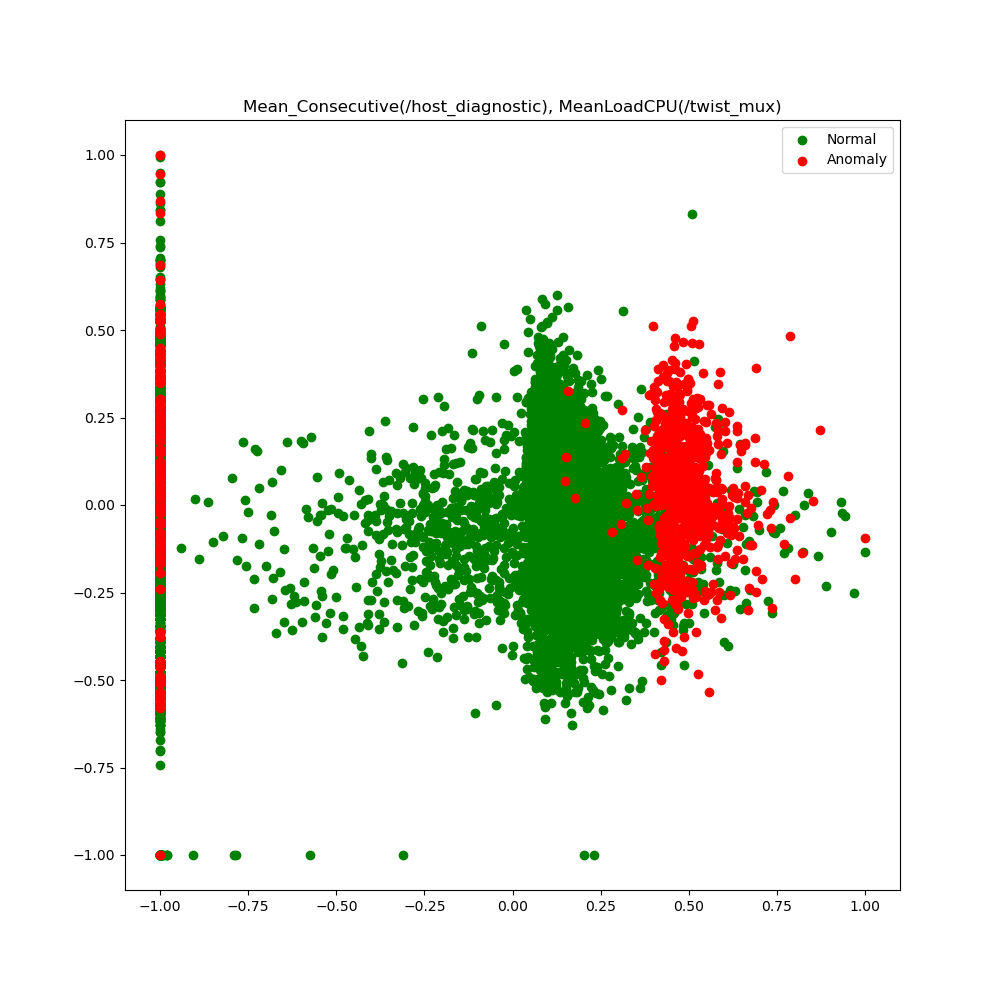 Mean_Consecutive(/host_diagnostic), MeanLoadCPU(/twist_mux)
Normal
Anomaly
1.00
0.75
0.50
0.25
0.00
−0.25
−0.50
−0.75
−1.00
−1.00 −0.75 −0.50 −0.25 0.00 0.25 0.50 0.75 1.00